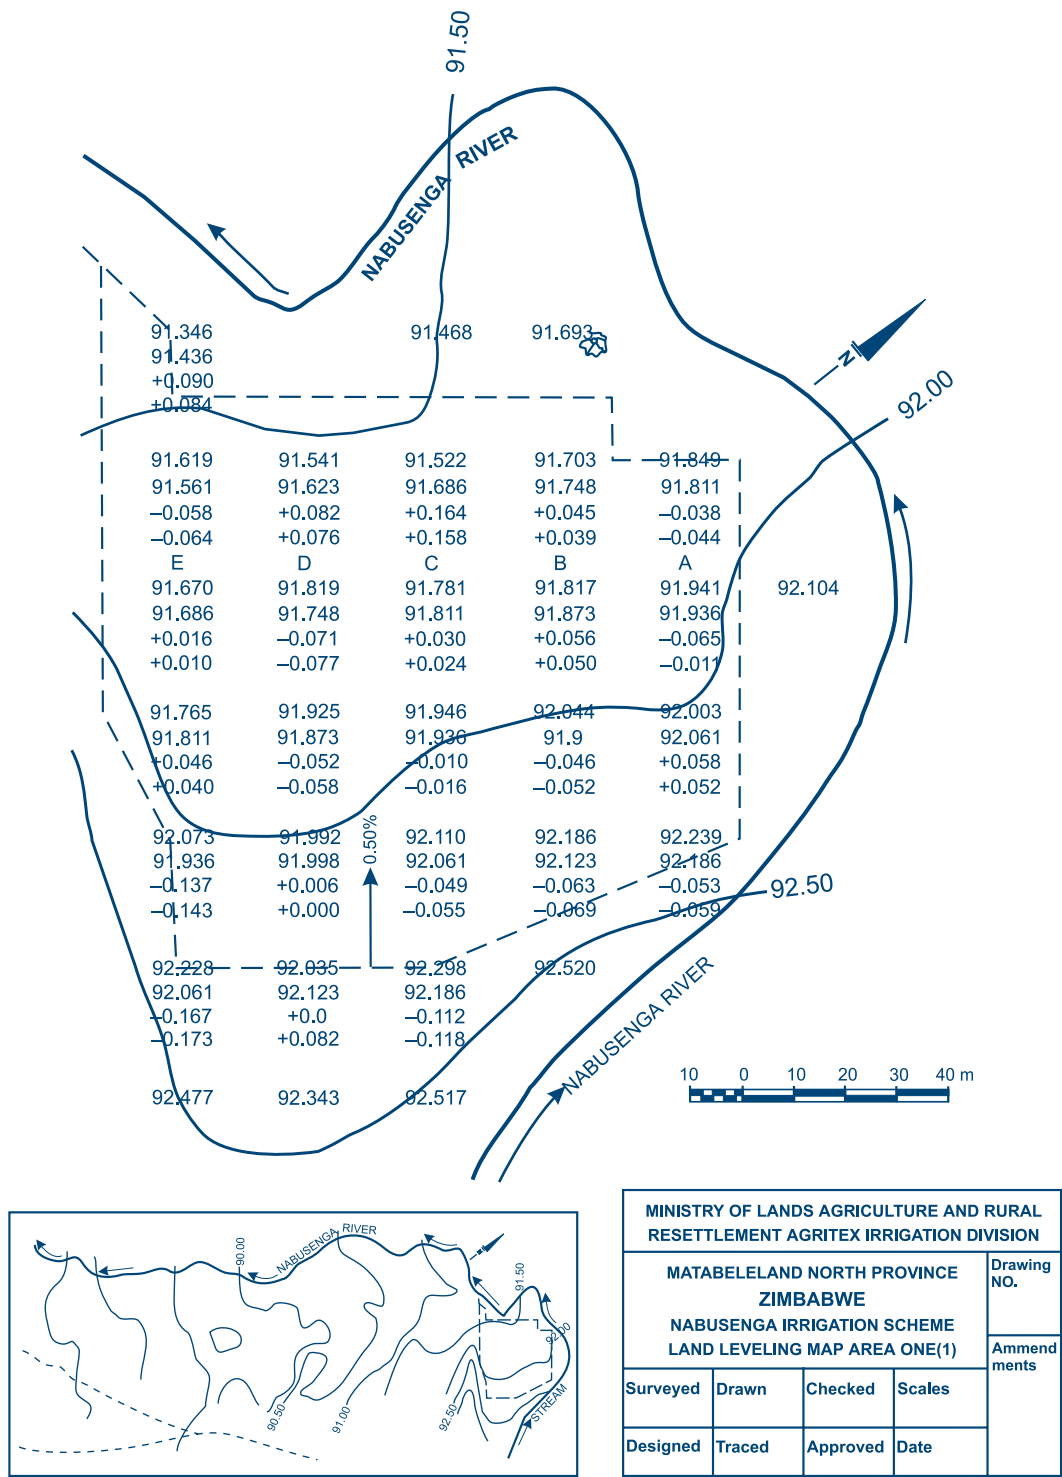 91.50
NABUSENGA RIVER
N
92.00
91.346 91.468 91.693
91.436
+0.090
+0.084
91.619 91.541 91.522 91.703 91.849
91.561 91.623 91.686 91.748 91.811
–0.058 +0.082 +0.164 +0.045 –0.038
–0.064 +0.076 +0.158 +0.039 –0.044
E D C B A
91.670 91.819 91.781 91.817 91.941 92.104
91.686 91.748 91.811 91.873 91.936
+0.016 –0.071 +0.030 +0.056 –0.065
+0.010 –0.077 +0.024 +0.050 –0.011
91.765 91.925 91.946 92.044 92.003
91.811 91.873 91.936 91.9 92.061
+0.046 –0.052 –0.010 –0.046 +0.058
+0.040 –0.058 –0.016 –0.052 +0.052
0.50%
92.073 91.992 92.110 92.186 92.239
91.936 91.998 92.061 92.123 92.186
–0.137 +0.006 –0.049 –0.063 –0.053
–0.143 +0.000 –0.055 –0.069 –0.059
92.50
92.228 92.035 92.298 92.520
92.061 92.123 92.186
–0.167 +0.0 –0.112
–0.173 +0.082 –0.118
92.477 92.343 92.517
NABUSENGA RIVER
10 0 10 20 30 40 m
90.00
NABUSENGA RIVER
91.50
92.00
90.50
91.00
92.50
STREAM
MINISTRY OF LANDS AGRICULTURE AND RURAL
RESETTLEMENT AGRITEX IRRIGATION DIVISION
MATABELELAND NORTH PROVINCE
ZIMBABWE
NABUSENGA IRRIGATION SCHEME
LAND LEVELING MAP AREA ONE(1)
Drawing
NO.
Ammend
ments
Surveyed Drawn Checked Scales
Designed Traced Approved Date